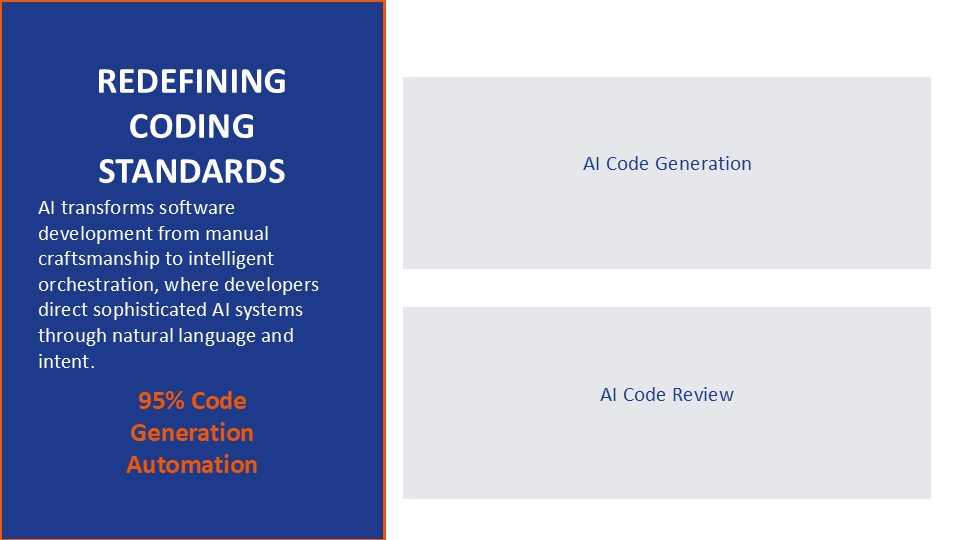 REDEFINING
CODING
STANDARDS
AI transforms software
development from manual
craftsmanship to intelligent
orchestration, where developers
direct sophisticated AI systems
through natural language and
intent.
95% Code
Generation
Automation
AI Code Generation
AI Code Review